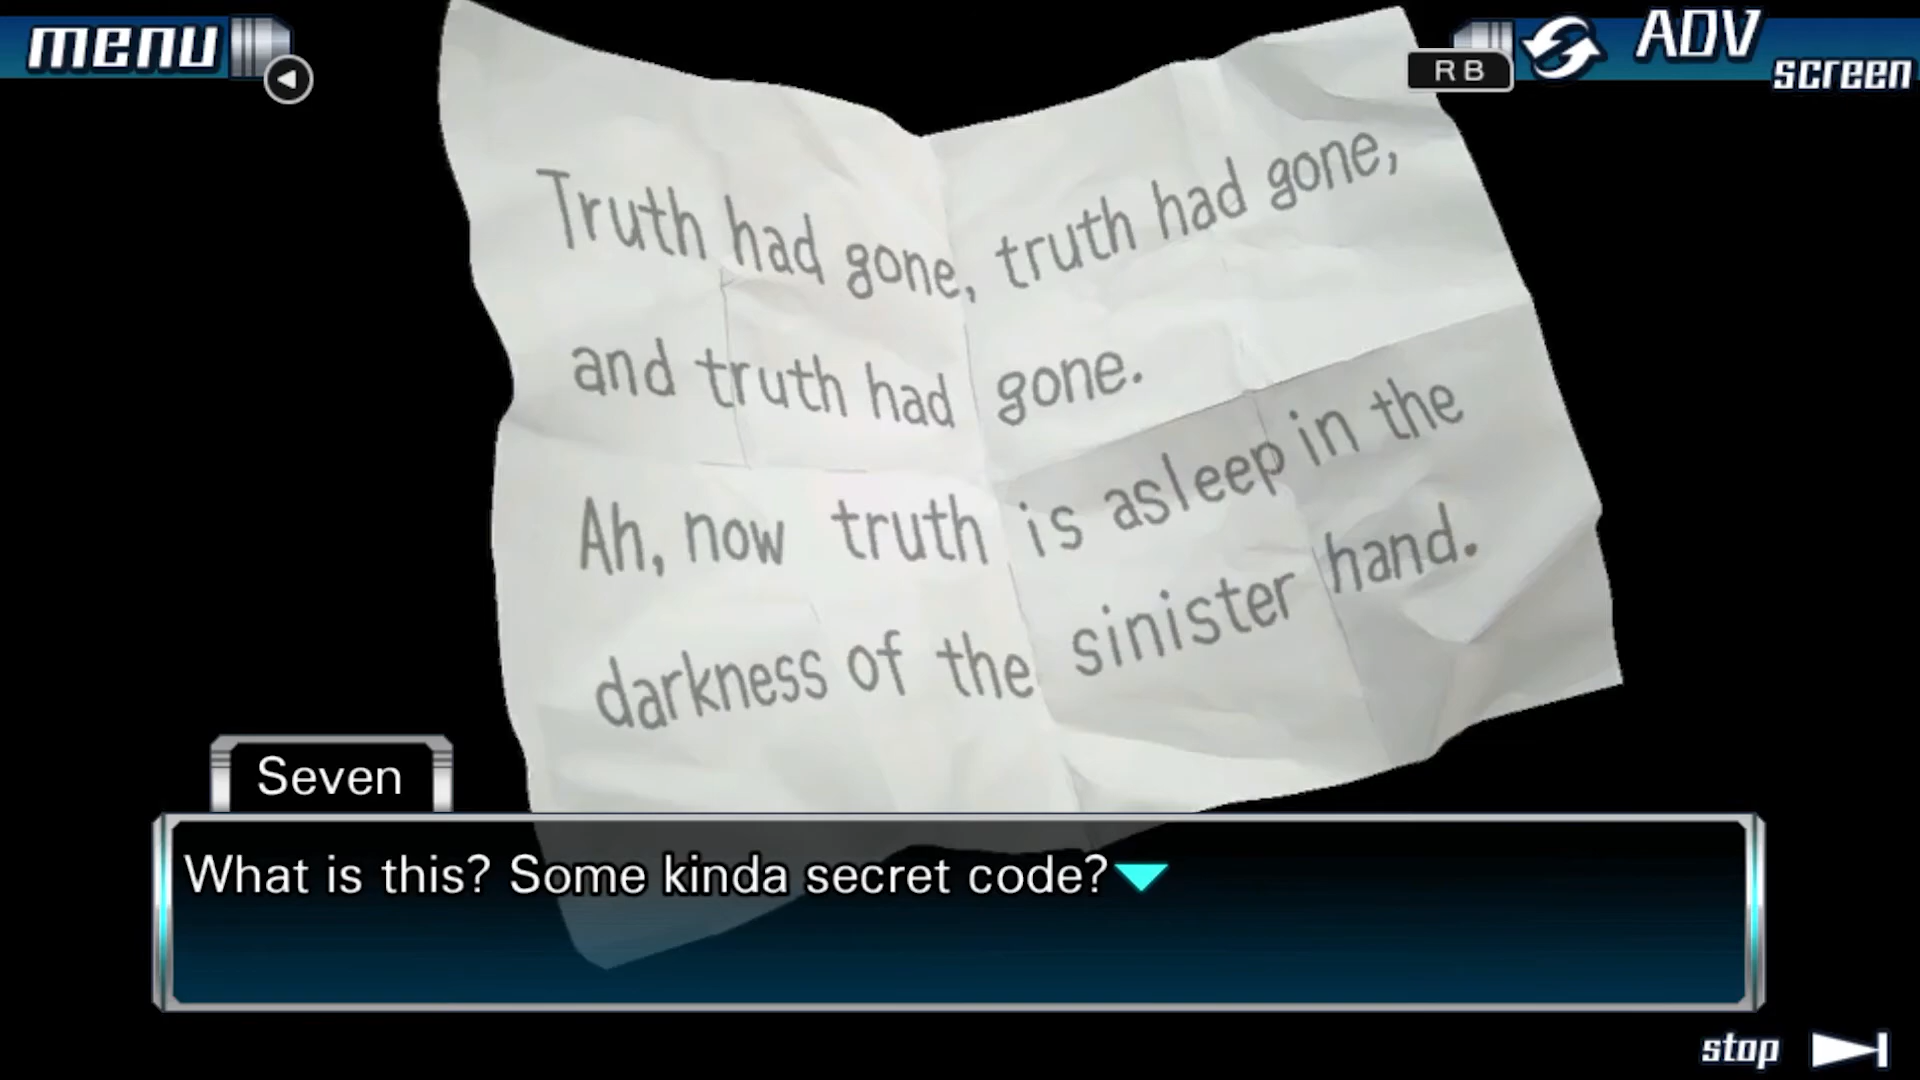 menu
RB
ADV
screen
Truth had gone, truth had gone,
and truth had gone.
Ah, now truth is asleep in the
darkness of the sinister hand.
Seven
What is this? Some kinda secret code?
stop